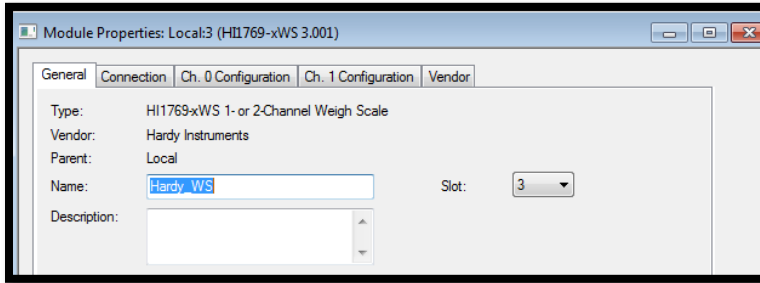 Module Properties: Local:3 (HI1769-xWS 3.001)
General Connection Ch. 0 Configuration Ch. 1 Configuration Vendor
Type: HI1769-xWS 1- or 2-Channel Weigh Scale
Vendor: Hardy Instruments
Parent: Local
Name: Hardy_WS Slot: 3
Description: